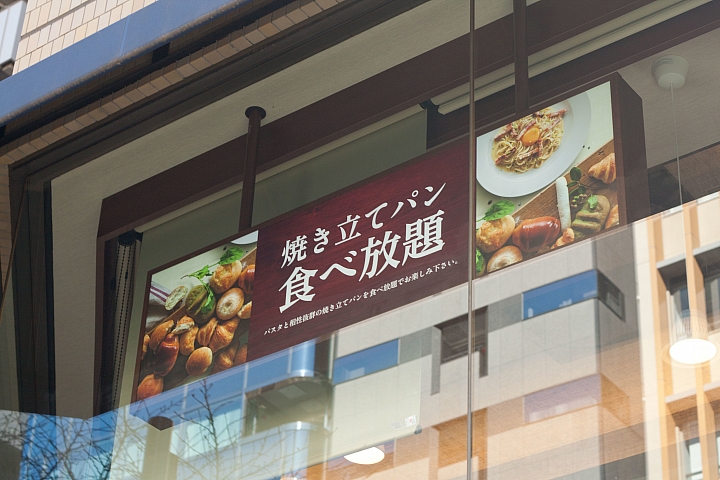 焼き立てパン
食べ放題
パスタと相性抜群の焼き立てパンを食べ放題でお楽しみ下さい。